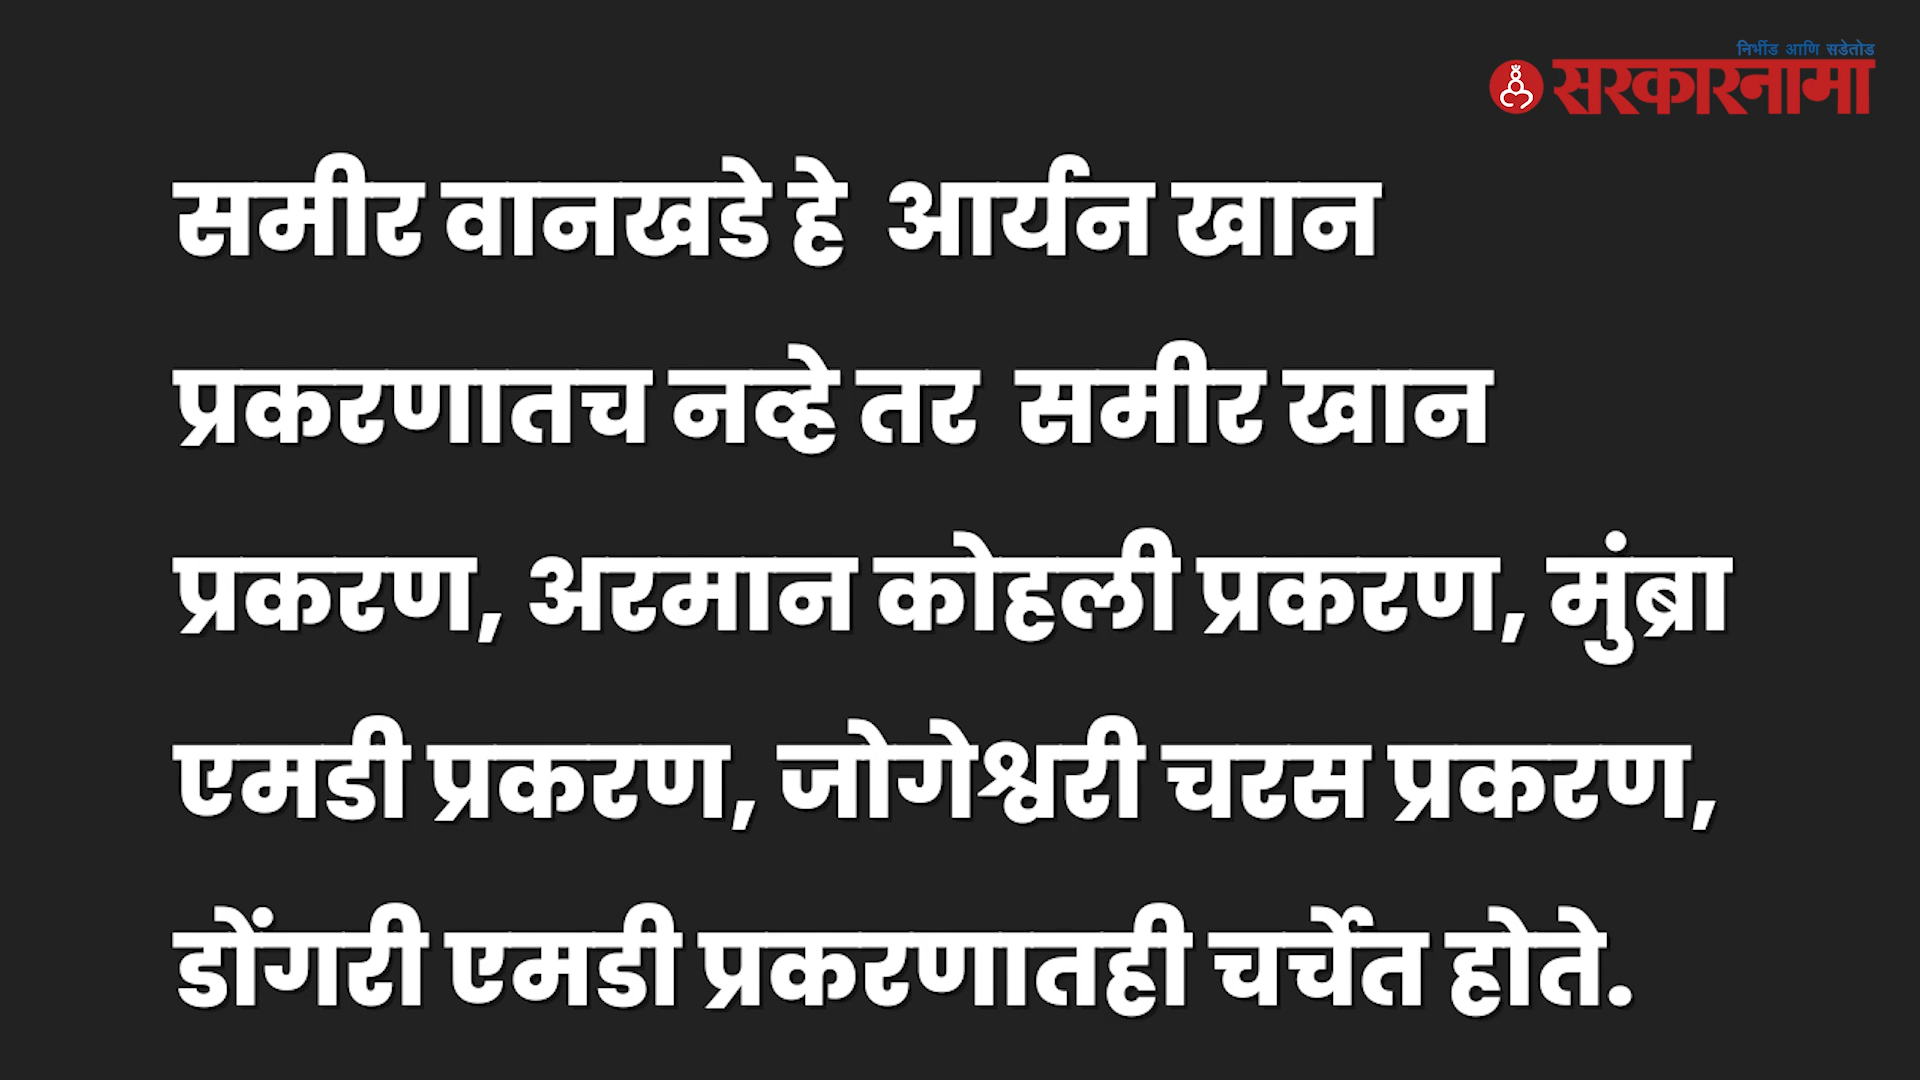 निर्भीड आणि सडेतोड
सरकारनामा
समीर वानखडे हे आर्यन खान
प्रकरणातच नव्हे तर समीर खान
प्रकरण, अरमान कोहली प्रकरण, मुंब्रा
एमडी प्रकरण, जोगेश्वरी चरस प्रकरण,
डोंगरी एमडी प्रकरणातही चर्चेत होते.